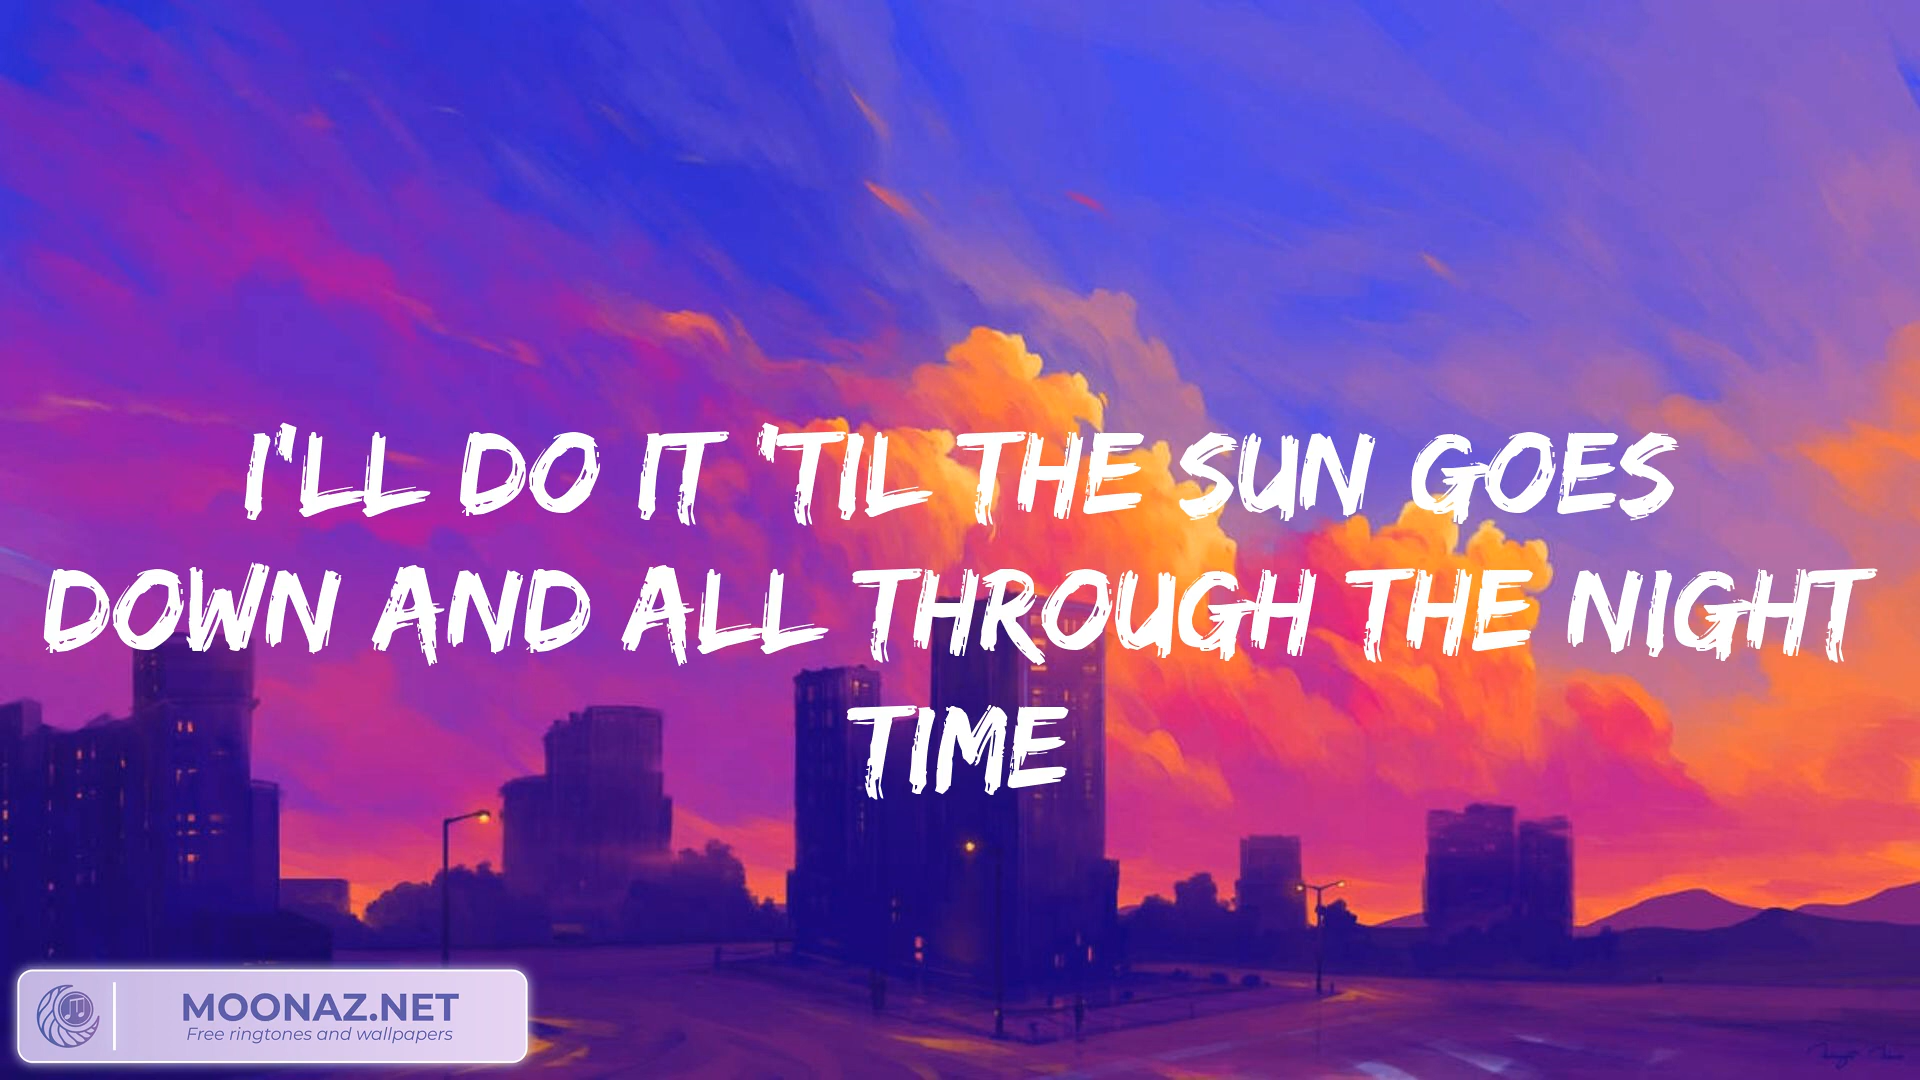 I'LL DO IT 'TIL THE SUN GOES
DOWN AND ALL THROUGH THE NIGHT
TIME
MOONAZ.NET
Free ringtones and wallpapers